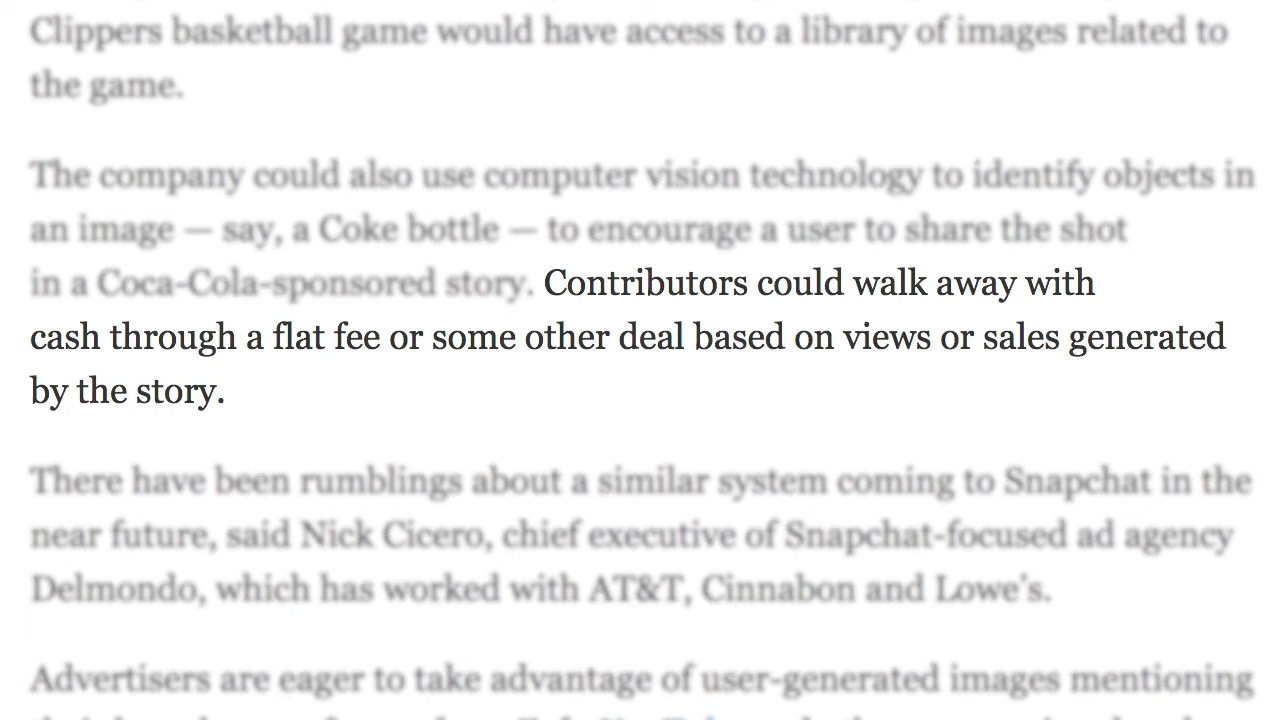 Clippers basketball game would have access to a library of images related to
the game.
The company could also use computer vision technology to identify objects in
an image — say, a Coke bottle — to encourage a user to share the shot
in a Coca-Cola-sponsored story. Contributors could walk away with
cash through a flat fee or some other deal based on views or sales generated
by the story.
There have been rumblings about a similar system coming to Snapchat in the
near future, said Nick Cicero, chief executive of Snapchat-focused ad agency
Delmondo, which has worked with AT&T, Cinnabon and Lowe's.
Advertisers are eager to take advantage of user-generated images mentioning